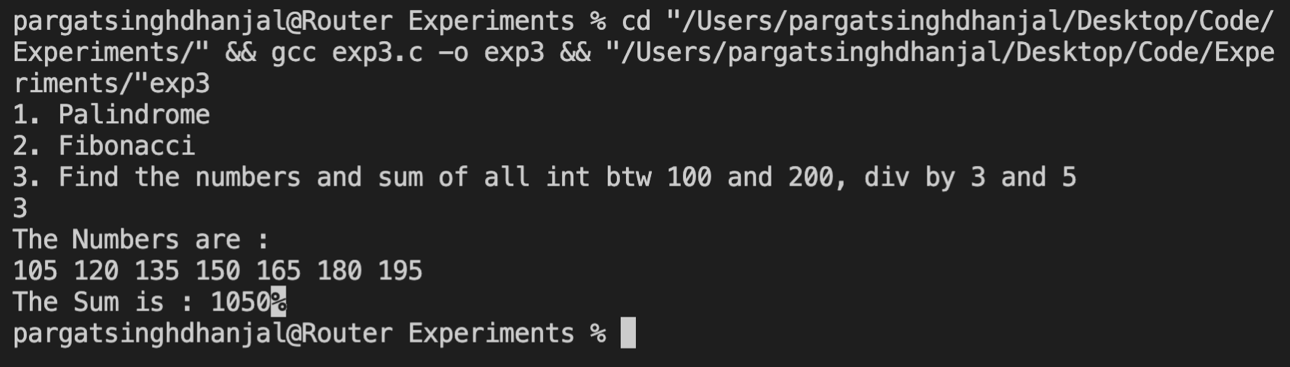 pargatsinghdhanjal@Router Experiments % cd "/Users/pargatsinghdhanjal/Desktop/Code/
Experiments/" && gcc exp3.c -o exp3 && "/Users/pargatsinghdhanjal/Desktop/Code/Expe
riments/"exp3
1. Palindrome
2. Fibonacci
3. Find the numbers and sum of all int btw 100 and 200, div by 3 and 5
3
The Numbers are :
105 120 135 150 165 180 195
The Sum is : 1050%
pargatsinghdhanjal@Router Experiments %